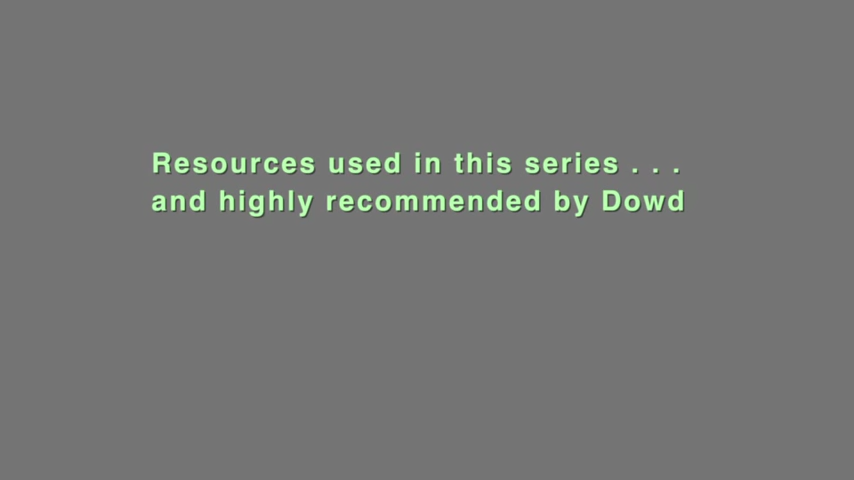 Resources used in this series . . .
and highly recommended by Dowd